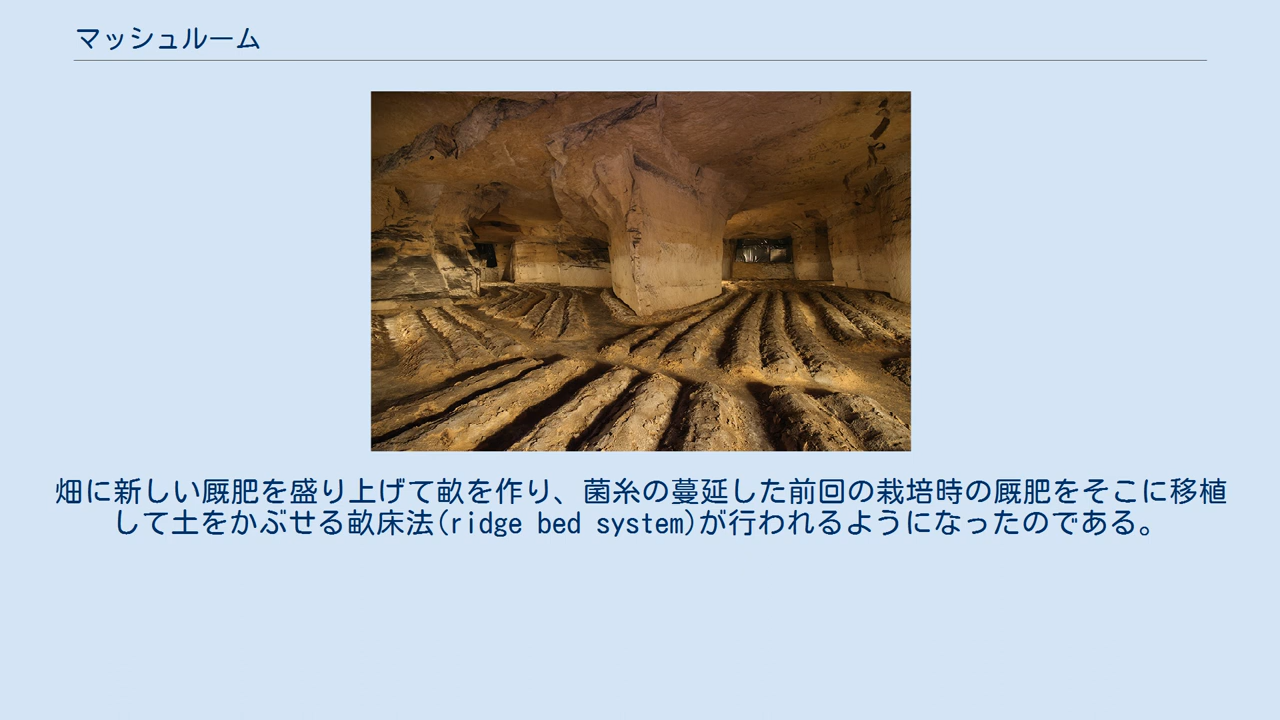 マッシュルーム
畑に新しい厩肥を盛り上げて畝を作り、菌糸の蔓延した前回の栽培時の厩肥をそこに移植
して土をかぶせる畝床法(ridge bed system)が行われるようになったのである。